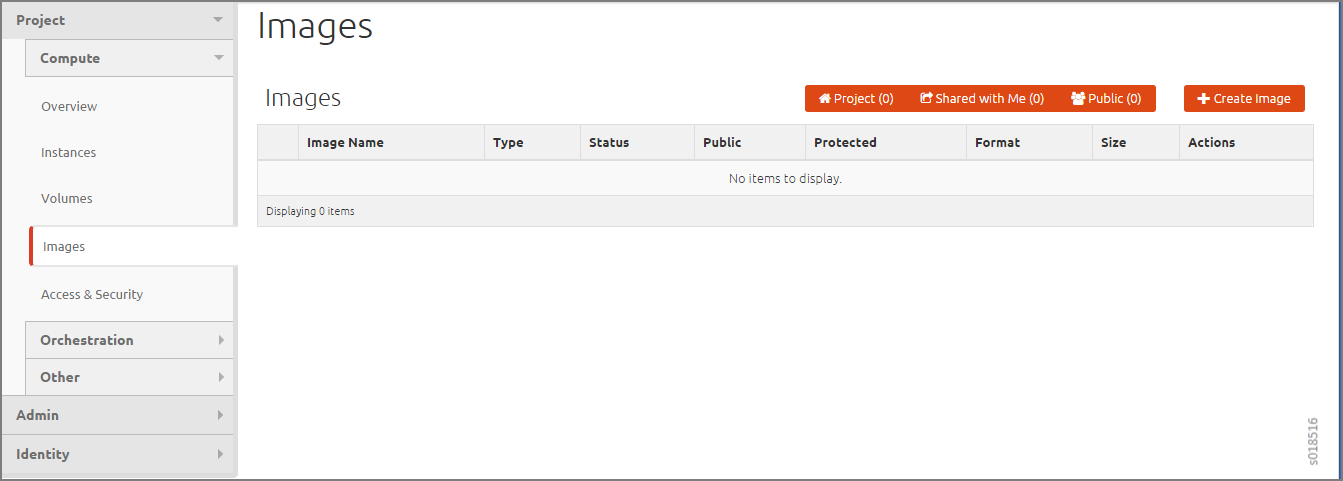 Project
Compute
Overview
Instances
Volumes
Images
Access & Security
Orchestration
Other
Admin
Identity
Images
Images
Project (0) Shared with Me (0) Public (0) Create Image
Image Name Type Status Public Protected Format Size Actions
No items to display.
Displaying 0 items
s018516